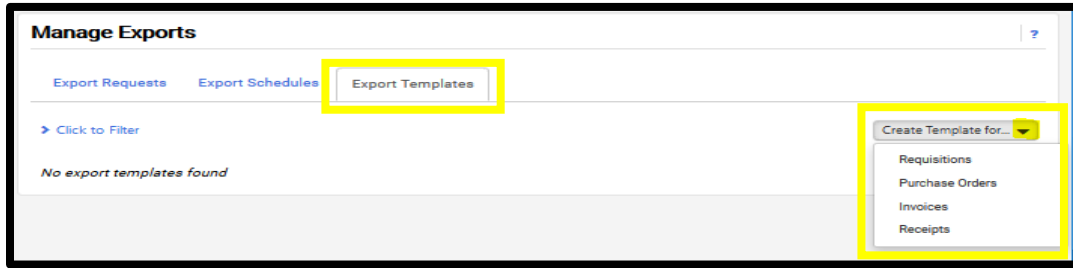 Manage Exports
?
Export Requests Export Schedules Export Templates
Click to Filter
Create Template for...
No export templates found
Requisitions
Purchase Orders
Invoices
Receipts